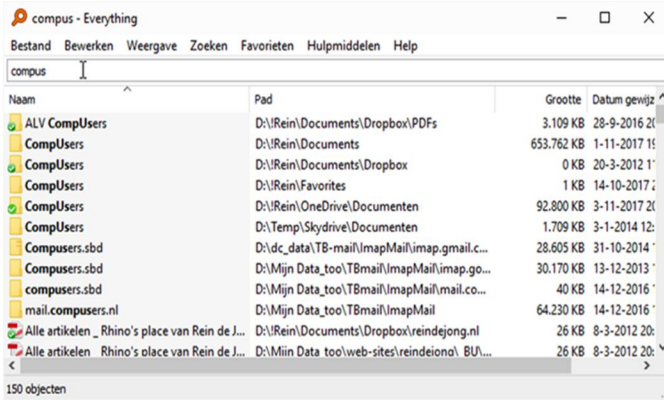 compus - Everything
Bestand Bewerken Weergave Zoeken Favorieten Hulpmiddelen Help
compus
Naam Pad Grootte Datum gewijz
ALV CompUsers D:\!Rein\Documents\Dropbox\PDFs 3.109 KB 28-9-2016 20
CompUsers D:\!Rein\Documents 653.762 KB 1-11-2017 19
CompUsers D:\!Rein\Documents\Dropbox 0 KB 20-3-2012 1
CompUsers D:\!Rein\Favorites 1 KB 14-10-2017
CompUsers D:\!Rein\OneDrive\Documenten 92.800 KB 3-11-2017 20
CompUsers D:\Temp\Skydrive\Documenten 1.709 KB 3-1-2014 12:
Compusers.sbd D:\dc_data\TB-mail\ImapMail\imap.gmail.c... 28.605 KB 31-10-2014
Compusers.sbd D:\Mijn Data_too\TBmail\ImapMail\imap.go... 30.170 KB 13-12-2013
compusers.sbd D:\Mijn Data_too\TBmail\ImapMail\mail.co... 40 KB 14-12-2016
mail.compusers.nl D:\Mijn Data_too\TBmail\ImapMail 64.230 KB 14-12-2016
Alle artikelen _ Rhino's place van Rein de J... D:\!Rein\Documents\Dropbox\reindejong.nl 26 KB 8-3-2012 20:
Alle artikelen _ Rhino's place van Rein de J... D:\Mijn Data_too\web-sites\reindejong\_BU\... 26 KB 8-3-2012 20:
150 objecten